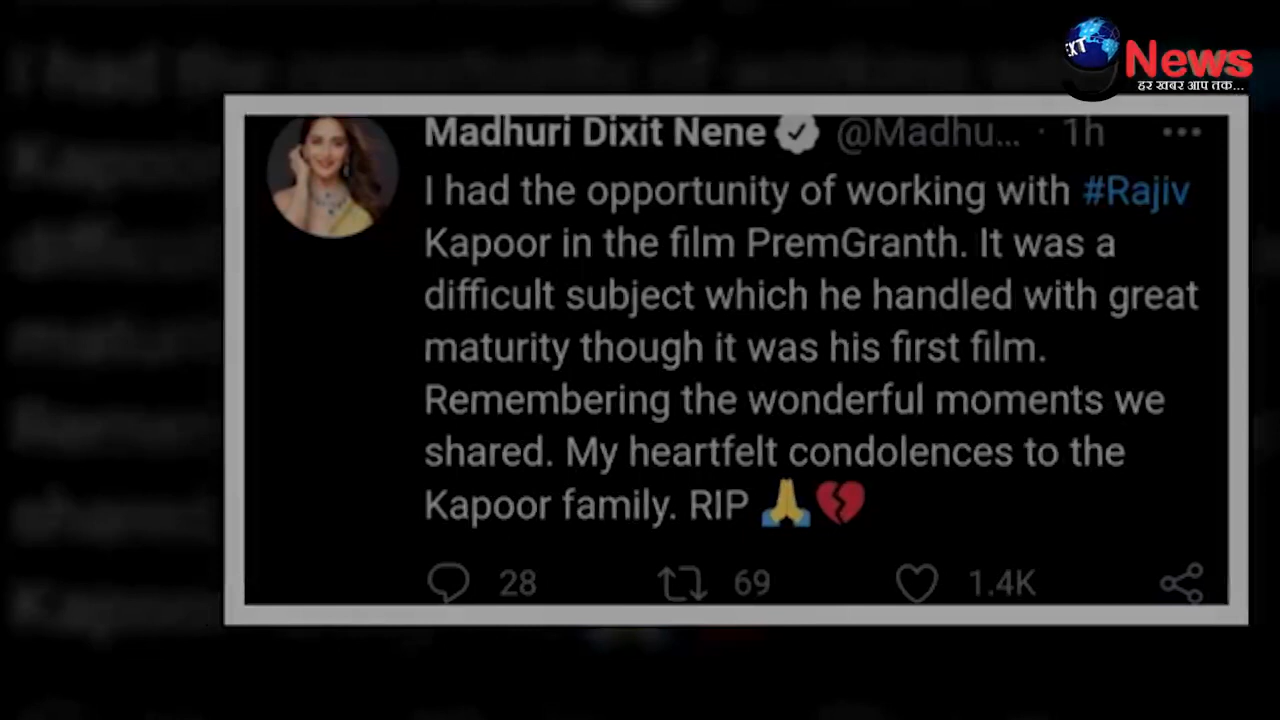 EXT
News
हर खबर आप तक...
Madhuri Dixit Nene @Madhu... · 1h
I had the opportunity of working with #Rajiv
Kapoor in the film PremGranth. It was a
difficult subject which he handled with great
maturity though it was his first film.
Remembering the wonderful moments we
shared. My heartfelt condolences to the
Kapoor family. RIP 🙏💔
28 69 1.4K